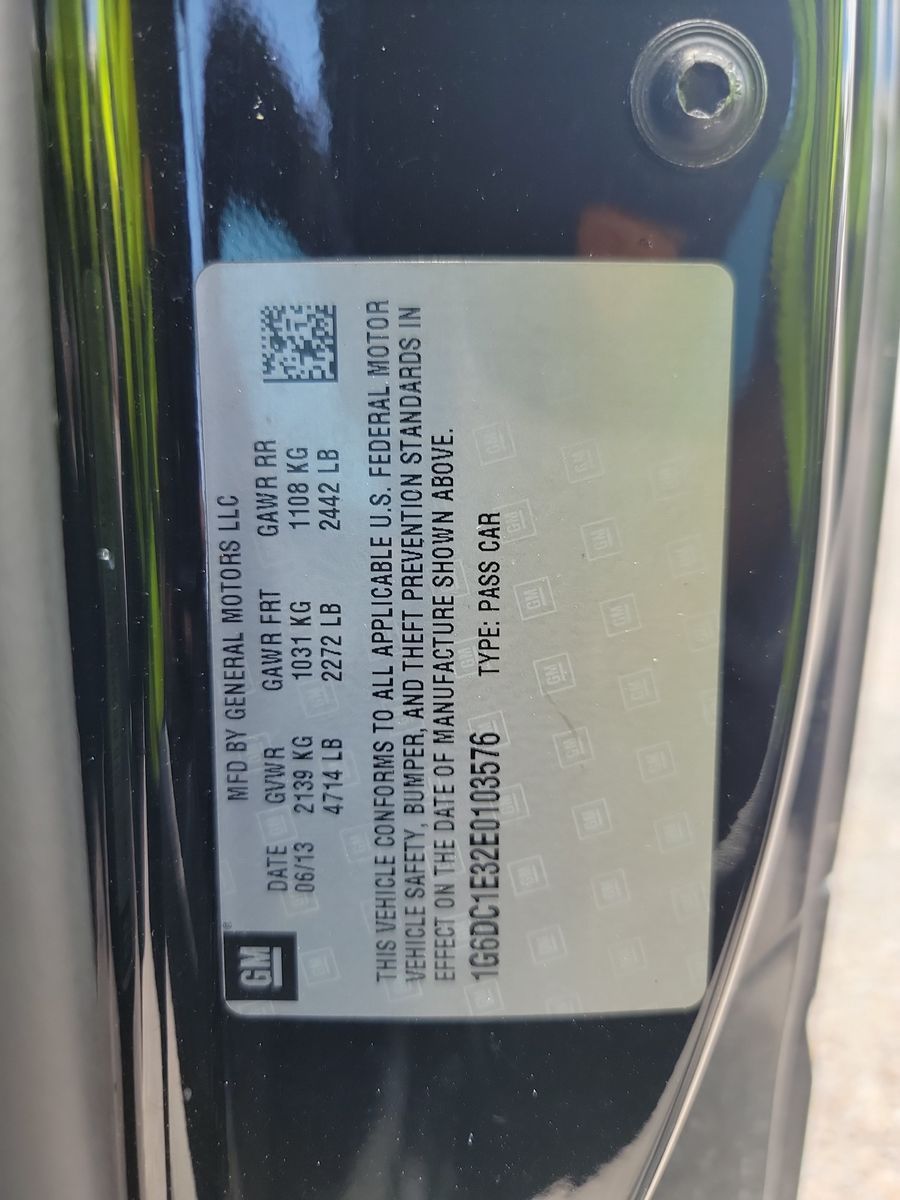 GM ®
MFD BY GENERAL MOTORS LLC
DATE GVWR GAWR FRT GAWR RR
06/13 2139 KG 1031 KG 1108 KG
4714 LB 2272 LB 2442 LB
THIS VEHICLE CONFORMS TO ALL APPLICABLE U.S. FEDERAL MOTOR
VEHICLE SAFETY, BUMPER, AND THEFT PREVENTION STANDARDS IN
EFFECT ON THE DATE OF MANUFACTURE SHOWN ABOVE.
1G6DC1E32E0103576 TYPE: PASS CAR